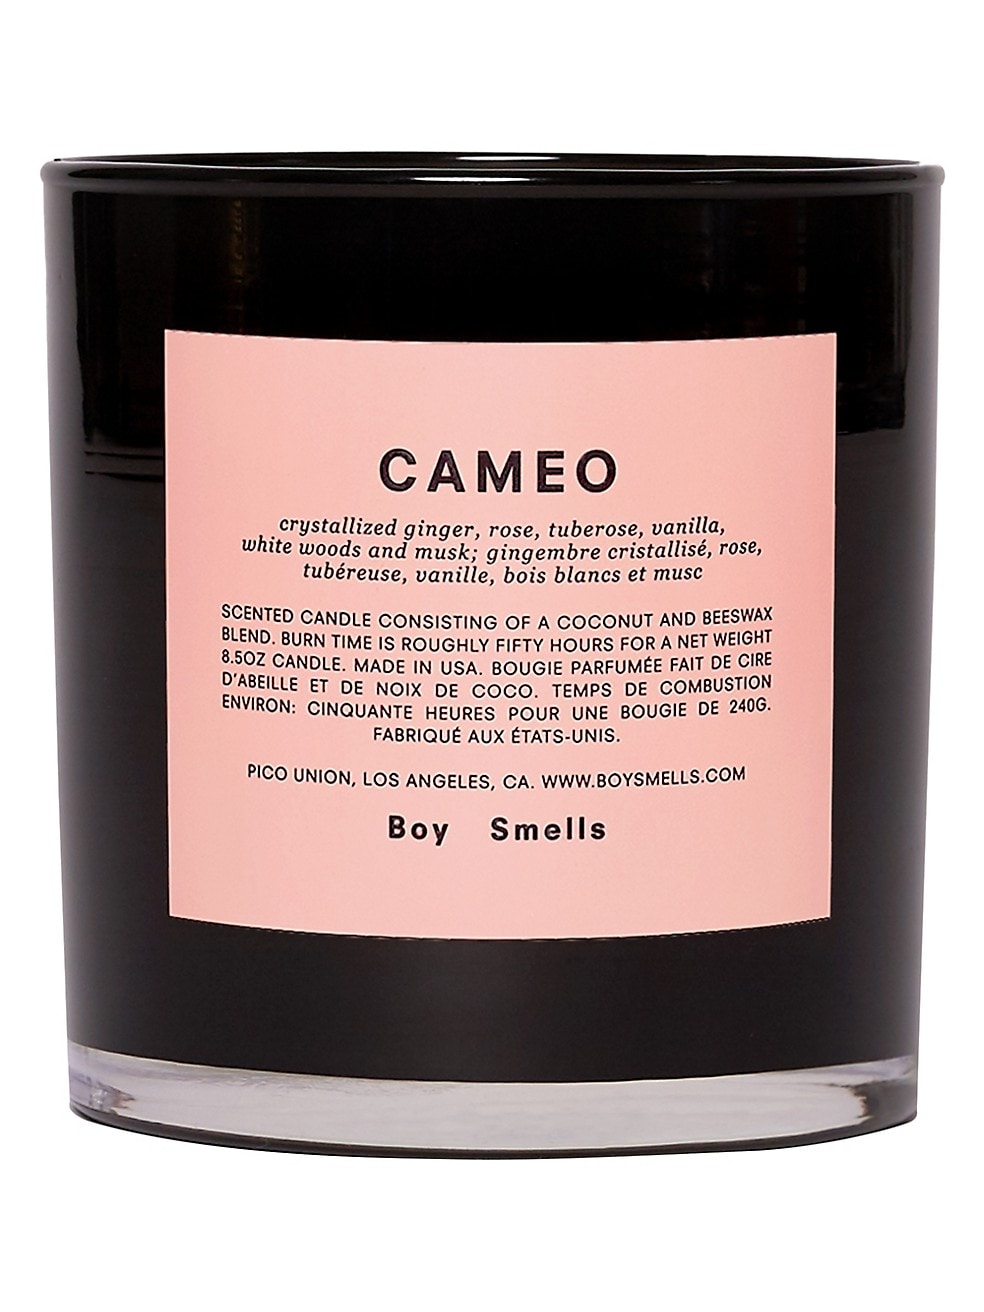 CAMEO
crystallized ginger, rose, tuberose, vanilla,
white woods and musk; gingembre cristallisé, rose,
tubéreuse, vanille, bois blancs et musc
SCENTED CANDLE CONSISTING OF A COCONUT AND BEESWAX
BLEND. BURN TIME IS ROUGHLY FIFTY HOURS FOR A NET WEIGHT
8.5OZ CANDLE. MADE IN USA. BOUGIE PARFUMÉE FAIT DE CIRE
D'ABEILLE ET DE NOIX DE COCO. TEMPS DE COMBUSTION
ENVIRON: CINQUANTE HEURES POUR UNE BOUGIE DE 240G.
FABRIQUÉ AUX ÉTATS-UNIS.
PICO UNION, LOS ANGELES, CA. WWW.BOYSMELLS.COM
Boy Smells